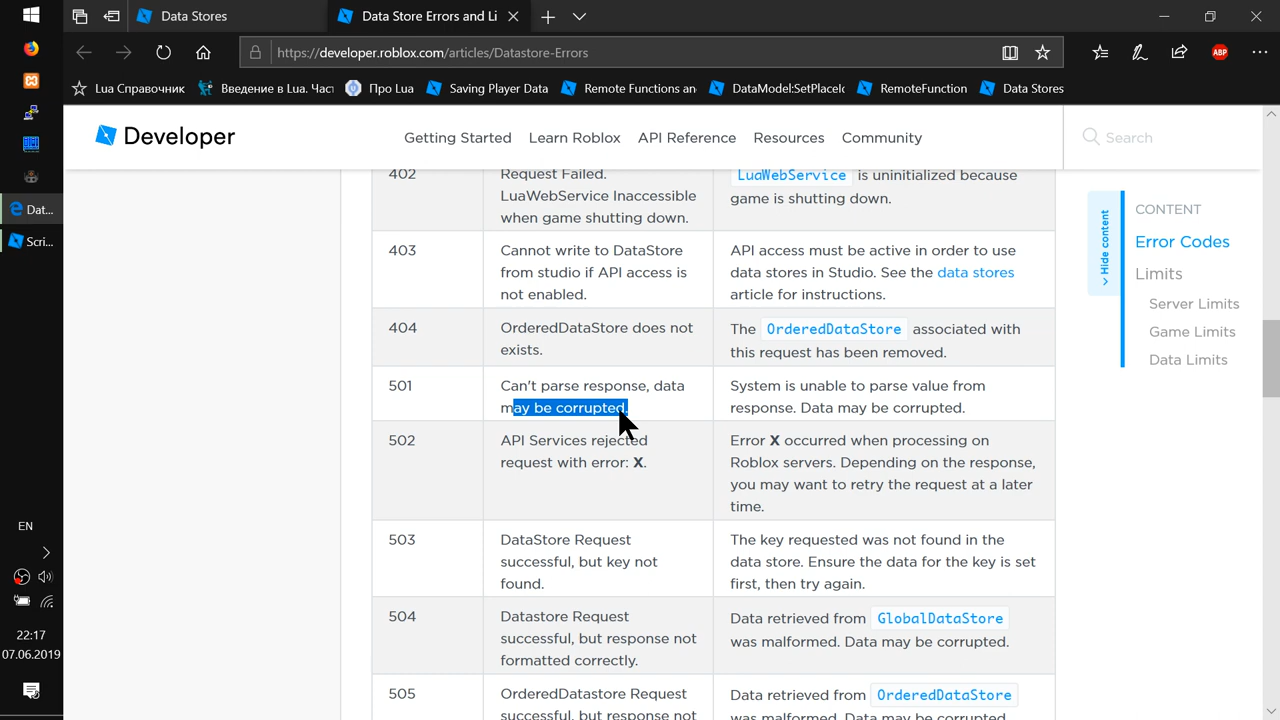 Data Stores
Data Store Errors and Li
https://developer.roblox.com/articles/Datastore-Errors
ABP
Lua Справочник
Введение в Lua. Част
Про Lua
Saving Player Data
Remote Functions an
DataModel:SetPlaceId
RemoteFunction
Data Stores
Developer
Getting Started
Learn Roblox
API Reference
Resources
Community
Search
402
Request Failed.
LuaWebService Inaccessible
when game shutting down.
LuaWebService is uninitialized because
game is shutting down.
403
Cannot write to DataStore
from studio if API access is
not enabled.
API access must be active in order to use
data stores in Studio. See the data stores
article for instructions.
404
OrderedDataStore does not
exists.
The OrderedDataStore associated with
this request has been removed.
501
Can't parse response, data
may be corrupted.
System is unable to parse value from
response. Data may be corrupted.
502
API Services rejected
request with error: X.
Error X occurred when processing on
Roblox servers. Depending on the response,
you may want to retry the request at a later
time.
503
DataStore Request
successful, but key not
found.
The key requested was not found in the
data store. Ensure the data for the key is set
first, then try again.
504
Datastore Request
successful, but response not
formatted correctly.
Data retrieved from GlobalDataStore
was malformed. Data may be corrupted.
505
OrderedDatastore Request
successful, but response not
Data retrieved from OrderedDataStore
was malformed. Data may be corrupted.
Hide content
CONTENT
Error Codes
Limits
Server Limits
Game Limits
Data Limits
Dat...
Scri...
EN
22:17
07.06.2019